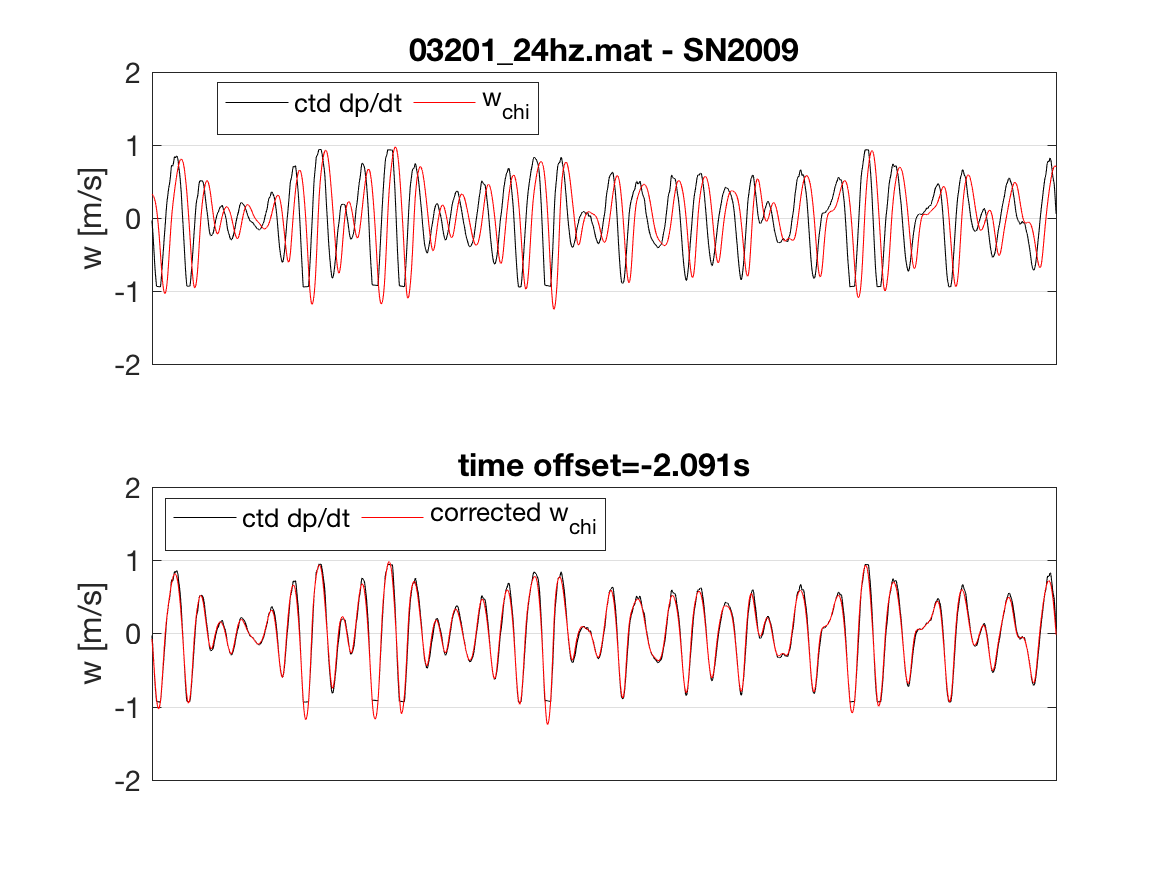 03201_24hz.mat - SN2009
ctd dp/dt w_chi
2
1
0
-1
-2
w [m/s]
time offset=-2.091s
ctd dp/dt corrected w_chi
2
1
0
-1
-2
w [m/s]